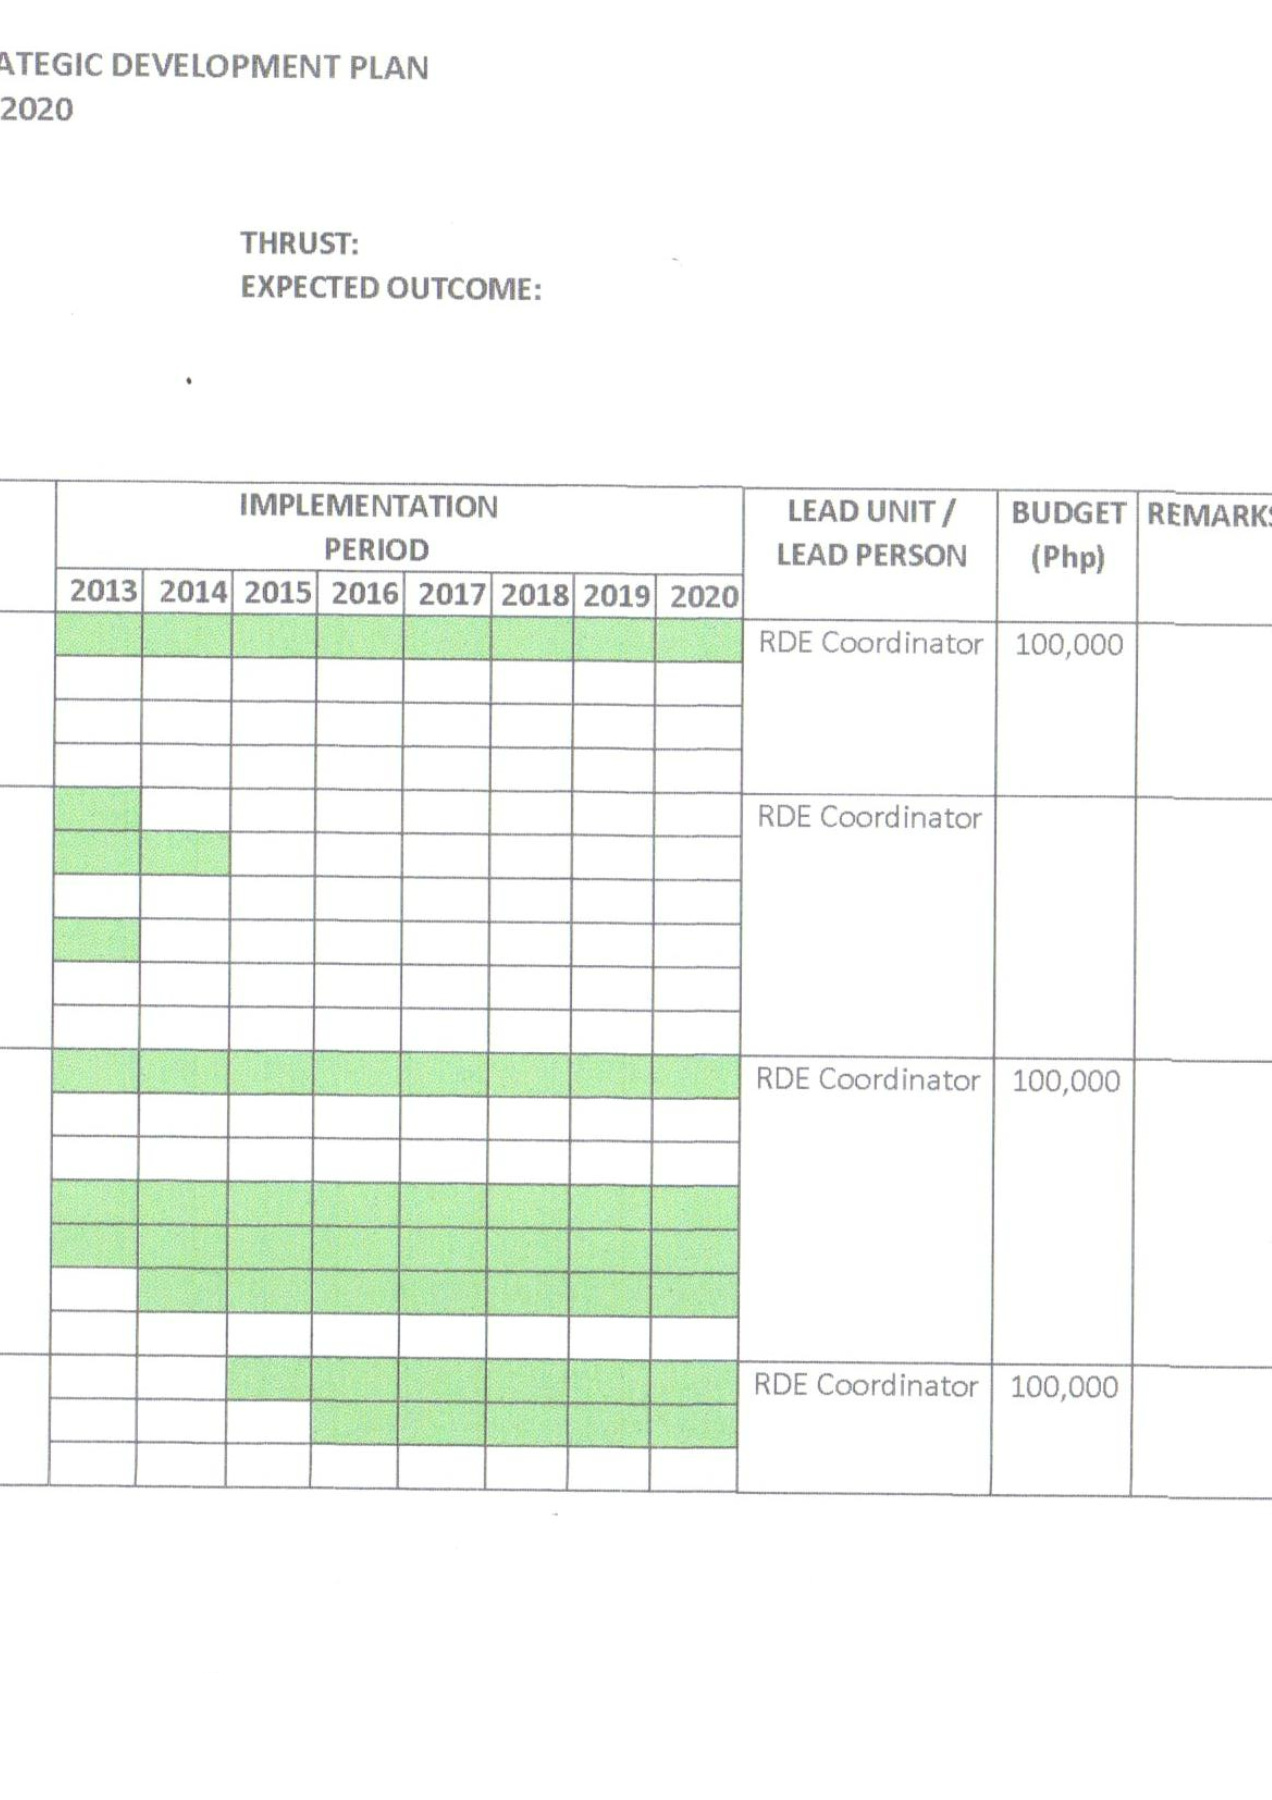 ATEGIC DEVELOPMENT PLAN
2020
THRUST:
EXPECTED OUTCOME:
IMPLEMENTATION
PERIOD
LEAD UNIT /
LEAD PERSON
BUDGET
(Php)
REMARKS
2013 2014 2015 2016 2017 2018 2019 2020
RDE Coordinator 100,000
RDE Coordinator
RDE Coordinator 100,000
RDE Coordinator 100,000